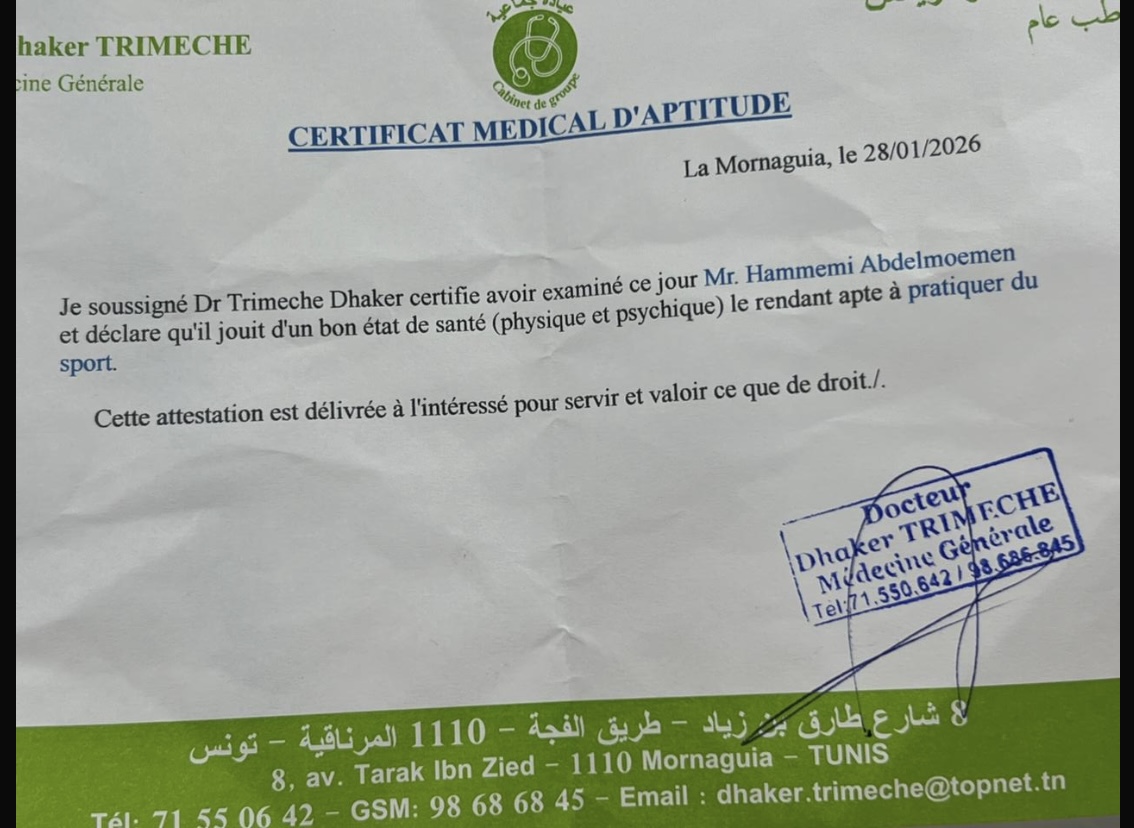 haker TRIMECHE
cine Générale
عيادة جماعية
Cabinet de groupe
طب عام
CERTIFICAT MEDICAL D'APTITUDE
La Mornaguia, le 28/01/2026
Je soussigné Dr Trimeche Dhaker certifie avoir examiné ce jour Mr. Hammemi Abdelmoemen
et déclare qu'il jouit d'un bon état de santé (physique et psychique) le rendant apte à pratiquer du
sport.
Cette attestation est délivrée à l'intéressé pour servir et valoir ce que de droit./.
Docteur
Dhaker TRIMECHE
Médecine Générale
Tél:71.550.642 / 98.686.845
8 شارع طارق بن زياد – طريق الفجة – 1110 المرناقية – تونس
8, av. Tarak Ibn Zied – 1110 Mornaguia – TUNIS
Tél: 71 55 06 42 – GSM: 98 68 68 45 – Email : dhaker.trimeche@topnet.tn